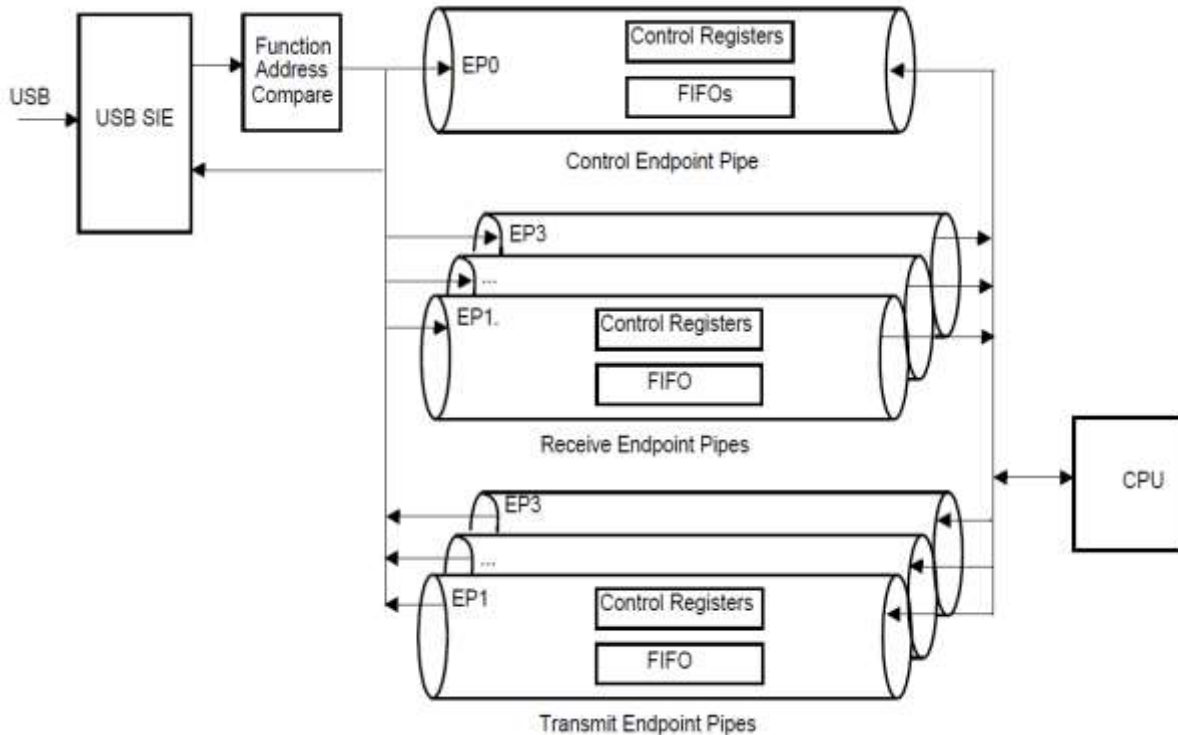 USB
USB SIE
Function
Address
Compare
EP0
Control Registers
FIFOs
Control Endpoint Pipe
EP3
...
EP1.
Control Registers
FIFO
Receive Endpoint Pipes
EP3
...
EP1
Control Registers
FIFO
Transmit Endpoint Pipes
CPU